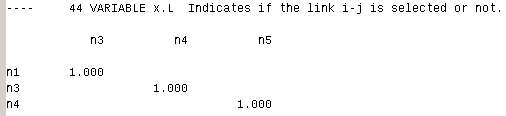 ----     44 VARIABLE x.L  Indicates if the link i-j is selected or not.
            n3          n4          n5
n1       1.000
n3                   1.000
n4                               1.000